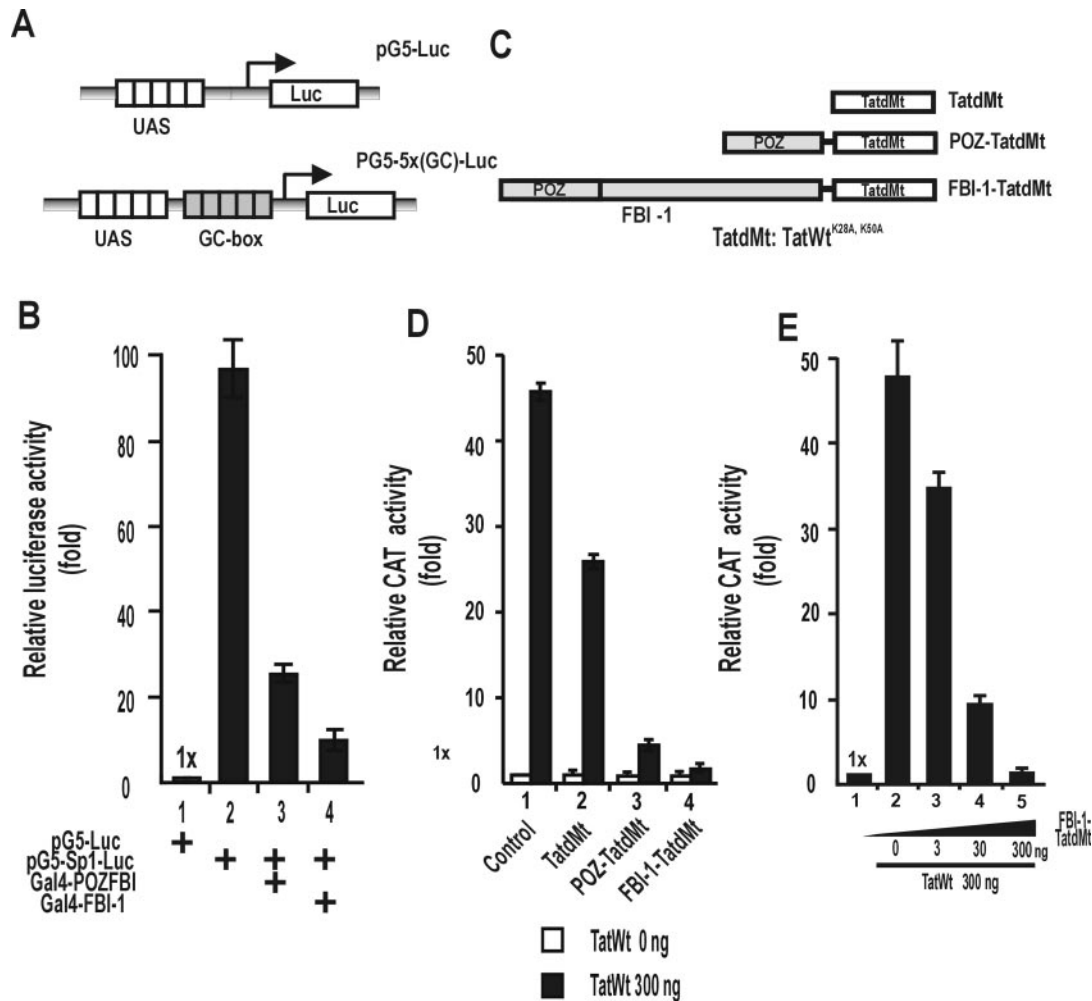 A
pG5-Luc
Luc
UAS
PG5-5x(GC)-Luc
Luc
UAS
GC-box
C
TatdMt
TatdMt
POZ
TatdMt
POZ-TatdMt
POZ
TatdMt
FBI-1-TatdMt
FBI -1
TatdMt: TatWt K28A, K50A
B
Relative luciferase activity
(fold)
100
80
60
40
20
0
1x
1 2 3 4
pG5-Luc
+
pG5-Sp1-Luc
+ + +
Gal4-POZFBI
+
Gal4-FBI-1
+
D
Relative CAT activity
(fold)
50
40
30
20
10
0
1x
1 2 3 4
Control
TatdMt
POZ-TatdMt
FBI-1-TatdMt
TatWt 0 ng
TatWt 300 ng
E
Relative CAT activity
(fold)
50
40
30
20
10
0
1x
1 2 3 4 5
FBI-1-
TatdMt
0 3 30 300 ng
TatWt 300 ng